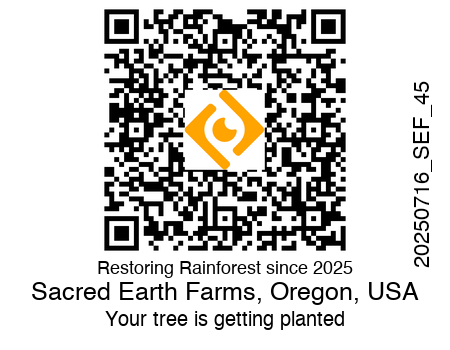 Restoring Rainforest since 2025
Sacred Earth Farms, Oregon, USA
Your tree is getting planted
20250716_SEF_45